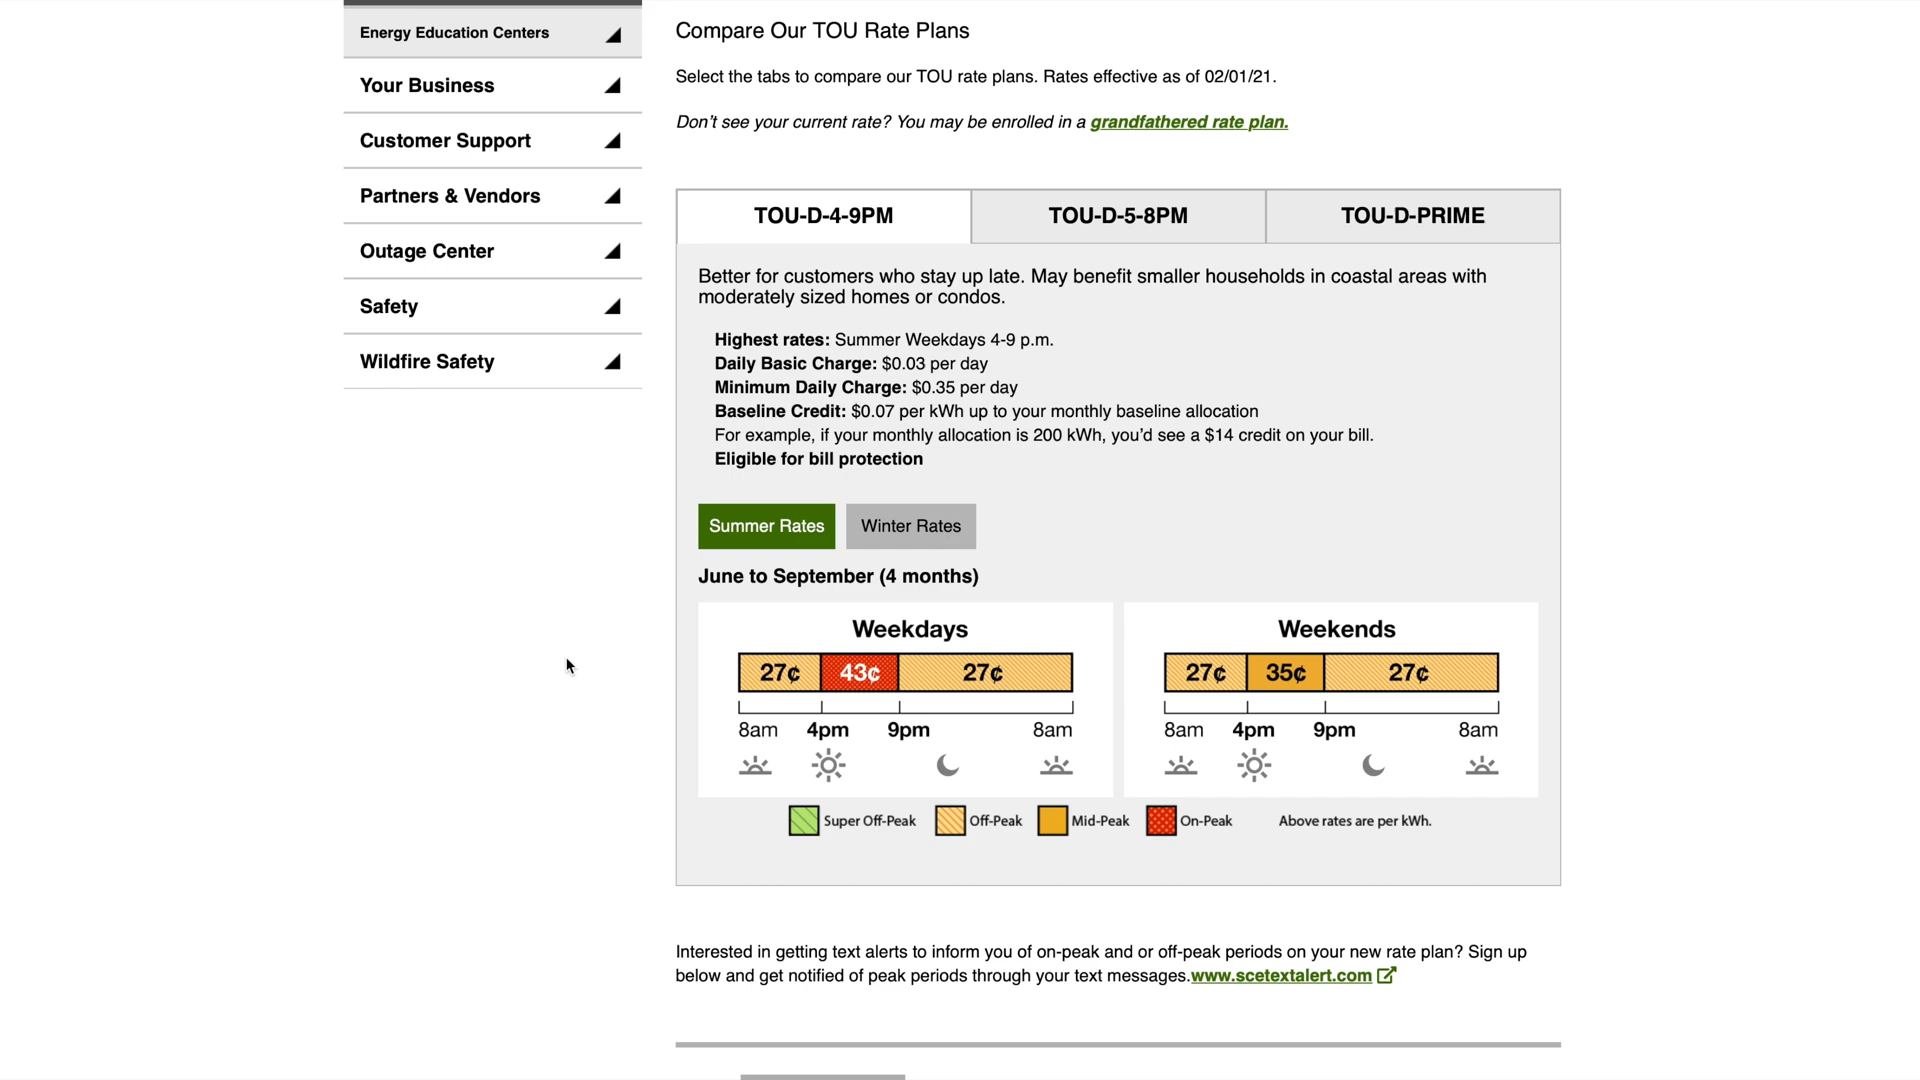 Energy Education Centers
Your Business
Customer Support
Partners & Vendors
Outage Center
Safety
Wildfire Safety
Compare Our TOU Rate Plans
Select the tabs to compare our TOU rate plans. Rates effective as of 02/01/21.
Don't see your current rate? You may be enrolled in a grandfathered rate plan.
TOU-D-4-9PM TOU-D-5-8PM TOU-D-PRIME
Better for customers who stay up late. May benefit smaller households in coastal areas with
moderately sized homes or condos.
Highest rates: Summer Weekdays 4-9 p.m.
Daily Basic Charge: $0.03 per day
Minimum Daily Charge: $0.35 per day
Baseline Credit: $0.07 per kWh up to your monthly baseline allocation
For example, if your monthly allocation is 200 kWh, you'd see a $14 credit on your bill.
Eligible for bill protection
Summer Rates Winter Rates
June to September (4 months)
Weekdays
27¢ 43¢ 27¢
8am 4pm 9pm 8am
Weekends
27¢ 35¢ 27¢
8am 4pm 9pm 8am
Super Off-Peak Off-Peak Mid-Peak On-Peak Above rates are per kWh.
Interested in getting text alerts to inform you of on-peak and or off-peak periods on your new rate plan? Sign up
below and get notified of peak periods through your text messages.www.scetextalert.com